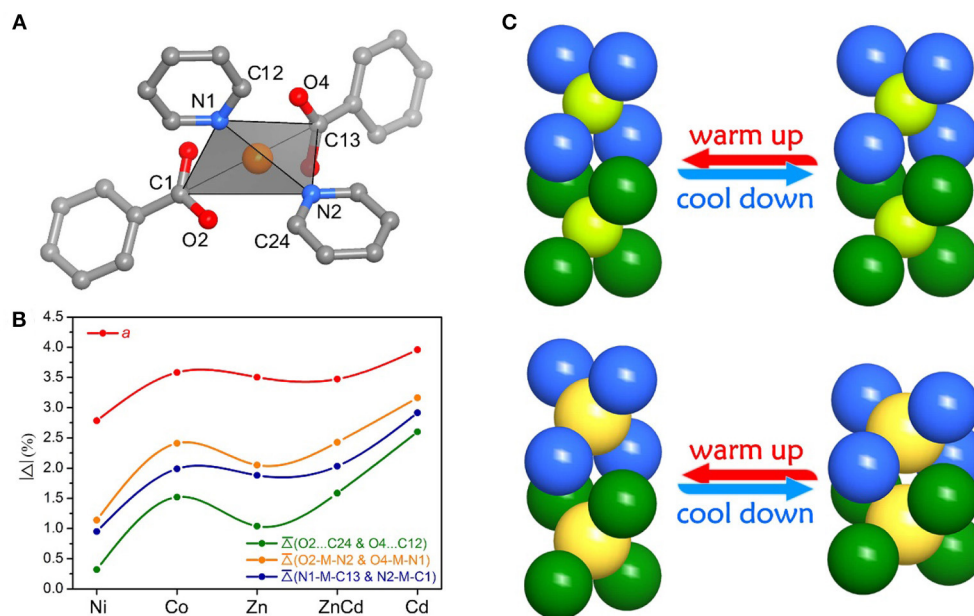 A
C12
O4
N1
C13
C1
N2
O2
C24
B
4.5
4.0
3.5
3.0
2.5
2.0
1.5
1.0
0.5
0.0
|Δ| (%)
a
Δ̅(O2...C24 & O4...C12)
Δ̅(O2-M-N2 & O4-M-N1)
Δ̅(N1-M-C13 & N2-M-C1)
Ni Co Zn ZnCd Cd
C
warm up
cool down
warm up
cool down